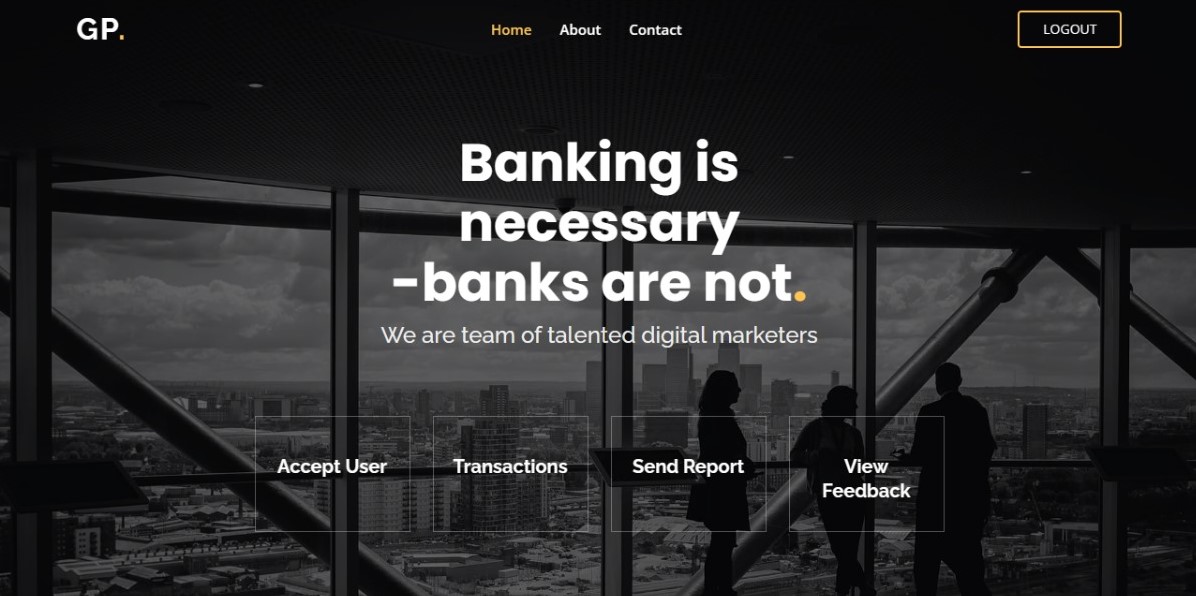 GP.
Home
About
Contact
LOGOUT
Banking is
necessary
-banks are not.
We are team of talented digital marketers
Accept User
Transactions
Send Report
View
Feedback